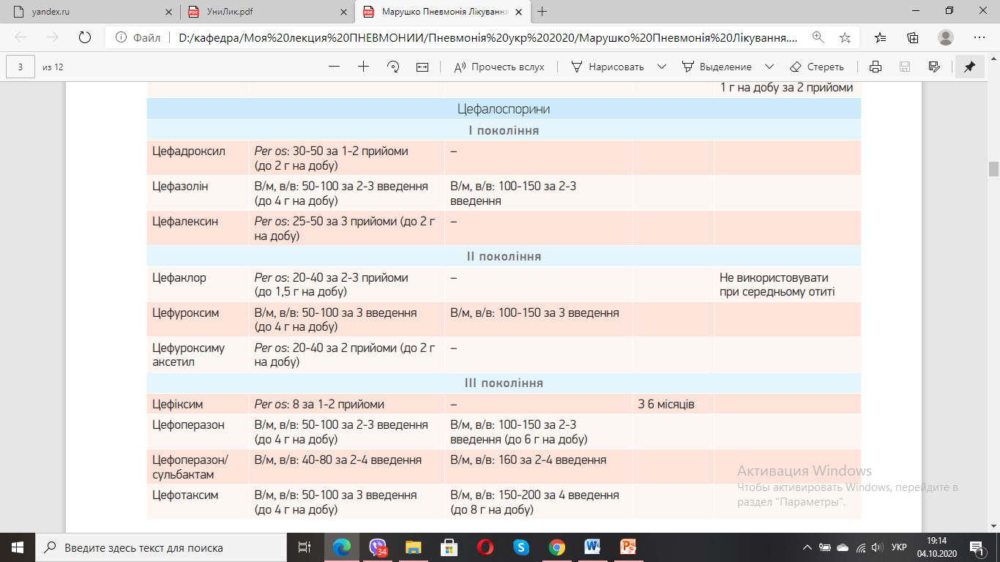 yandex.ru
УниЛик.pdf
Марушко Пневмонія Лікування
Файл
D:/кафедра/Моя%20лекция%20ПНЕВМОНИИ/Пневмонія%20укр%202020/Марушко%20Пневмонія%20Лікування....
3 из 12
Прочесть вслух
Нарисовать
Выделение
Стереть
1 г на добу за 2 прийоми
Цефалоспорини
I покоління
Цефадроксил
Per os: 30-50 за 1-2 прийоми
(до 2 г на добу)
–
Цефазолін
В/м, в/в: 50-100 за 2-3 введення
(до 4 г на добу)
В/м, в/в: 100-150 за 2-3
введення
Цефалексин
Per os: 25-50 за 3 прийоми (до 2 г
на добу)
–
II покоління
Цефаклор
Per os: 20-40 за 2-3 прийоми
(до 1,5 г на добу)
–
Не використовувати
при середньому отиті
Цефуроксим
В/м, в/в: 50-100 за 3 введення
(до 4 г на добу)
В/м, в/в: 100-150 за 3 введення
Цефуроксиму
аксетил
Per os: 20-40 за 2 прийоми (до 2 г
на добу)
–
III покоління
Цефіксим
Per os: 8 за 1-2 прийоми
–
З 6 місяців
Цефоперазон
В/м, в/в: 50-100 за 2-3 введення
(до 4 г на добу)
В/м, в/в: 100-150 за 2-3
введення (до 6 г на добу)
Цефоперазон/
сульбактам
В/м, в/в: 40-80 за 2-4 введення
В/м, в/в: 160 за 2-4 введення
Цефотаксим
В/м, в/в: 50-100 за 3 введення
(до 4 г на добу)
В/м, в/в: 150-200 за 4 введення
(до 8 г на добу)
Активация Windows
Чтобы активировать Windows, перейдите в
раздел "Параметры".
Введите здесь текст для поиска
34
УКР
19:14
04.10.2020
1